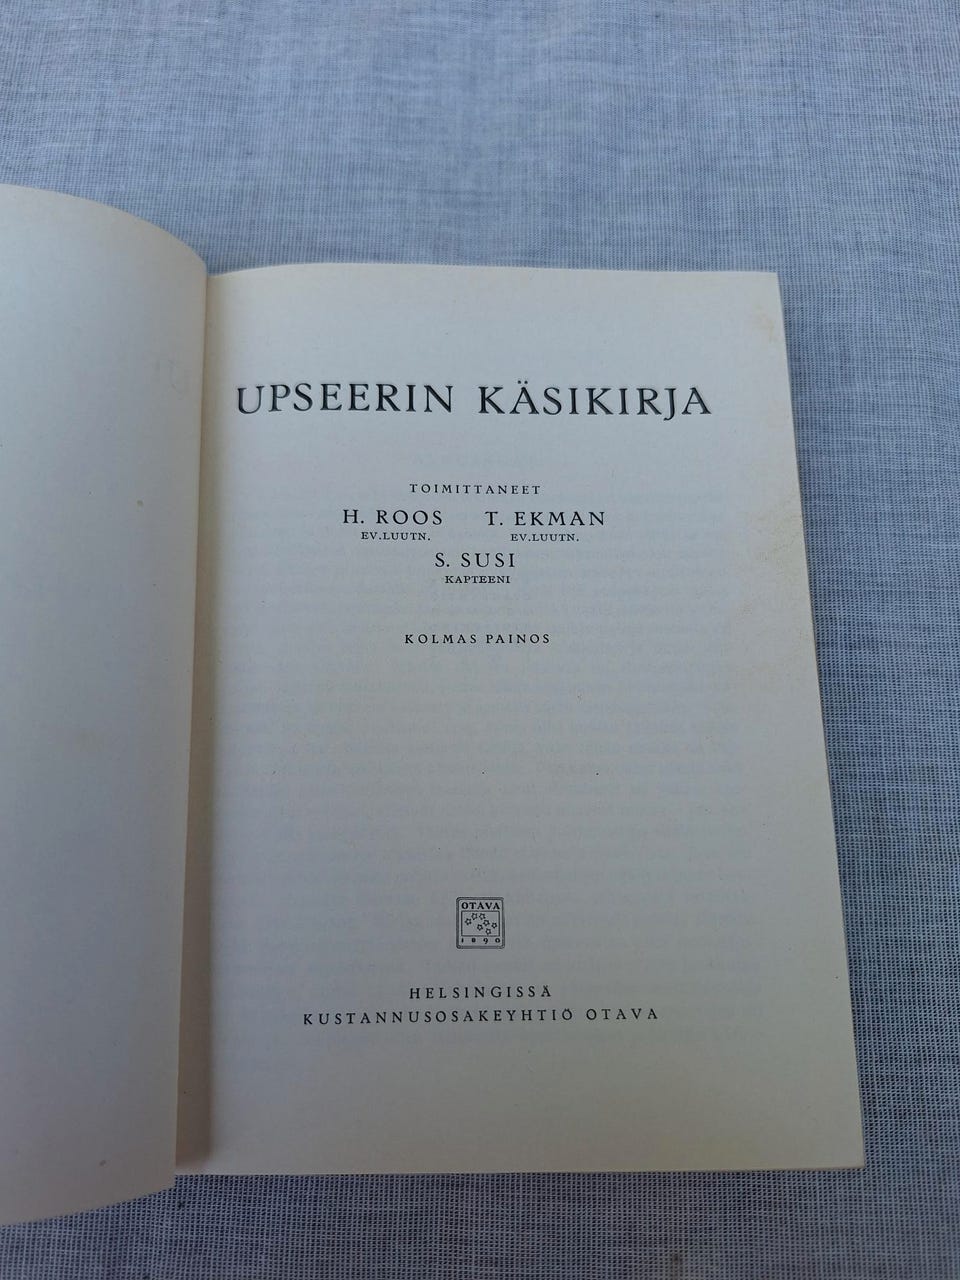 UPSEERIN KÄSIKIRJA
TOIMITTANEET
H. ROOS T. EKMAN
EV.LUUTN. EV.LUUTN.
S. SUSI
KAPTEENI
KOLMAS PAINOS
OTAVA
1890
HELSINGISSÄ
KUSTANNUSOSAKEYHTIÖ OTAVA